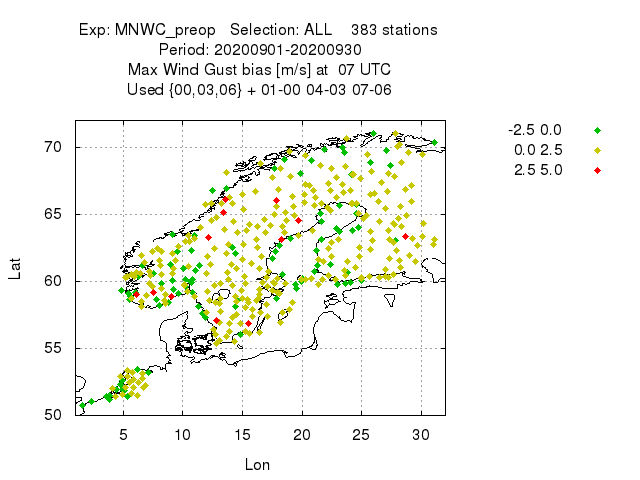 Exp: MNWC_preop   Selection: ALL    383 stations
Period: 20200901-20200930
Max Wind Gust bias [m/s] at  07 UTC
Used {00,03,06} + 01-00 04-03 07-06
-2.5 0.0
0.0 2.5
2.5 5.0
70
65
60
55
50
Lat
5 10 15 20 25 30
Lon